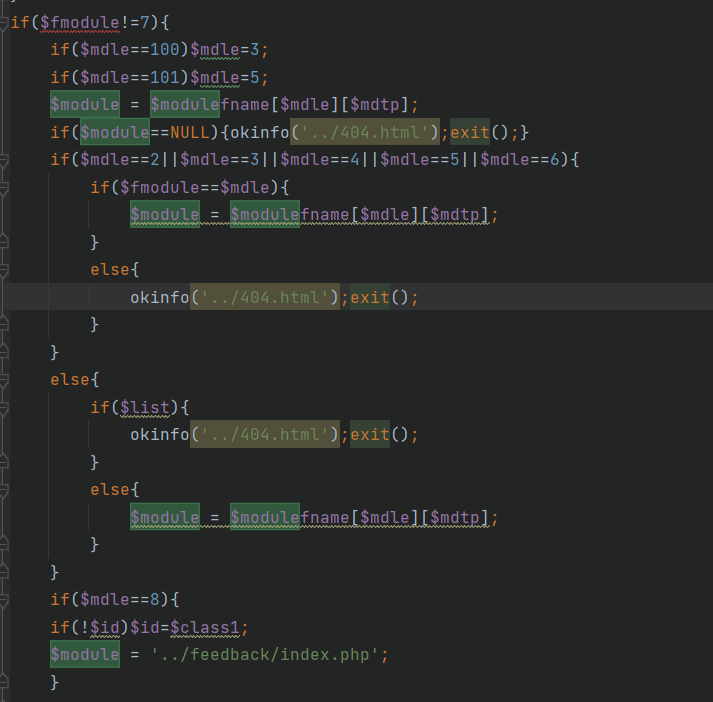 if($fmodule!=7){
if($mdle==100)$mdle=3;
if($mdle==101)$mdle=5;
$module = $modulefname[$mdle][$mdtp];
if($module==NULL){okinfo('../404.html');exit();}
if($mdle==2||$mdle==3||$mdle==4||$mdle==5||$mdle==6){
if($fmodule==$mdle){
$module = $modulefname[$mdle][$mdtp];
}
else{
okinfo('../404.html');exit();
}
}
else{
if($list){
okinfo('../404.html');exit();
}
else{
$module = $modulefname[$mdle][$mdtp];
}
}
if($mdle==8){
if(!$id)$id=$class1;
$module = '../feedback/index.php';
}